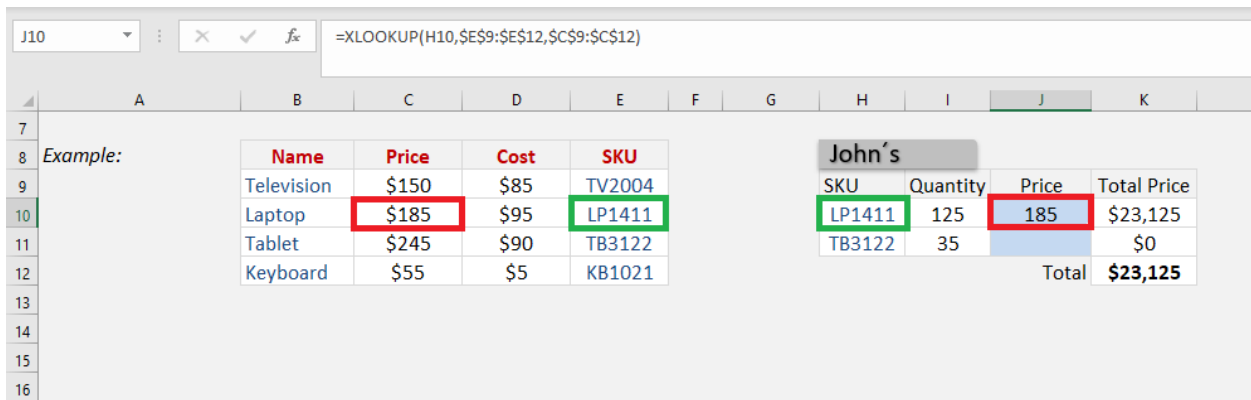 J10 fx =XLOOKUP(H10,$E$9:$E$12,$C$9:$C$12)
A B C D E F G H I J K
7
8 Example: Name Price Cost SKU John´s
9 Television $150 $85 TV2004 SKU Quantity Price Total Price
10 Laptop $185 $95 LP1411 LP1411 125 185 $23,125
11 Tablet $245 $90 TB3122 TB3122 35 $0
12 Keyboard $55 $5 KB1021 Total $23,125
13
14
15
16